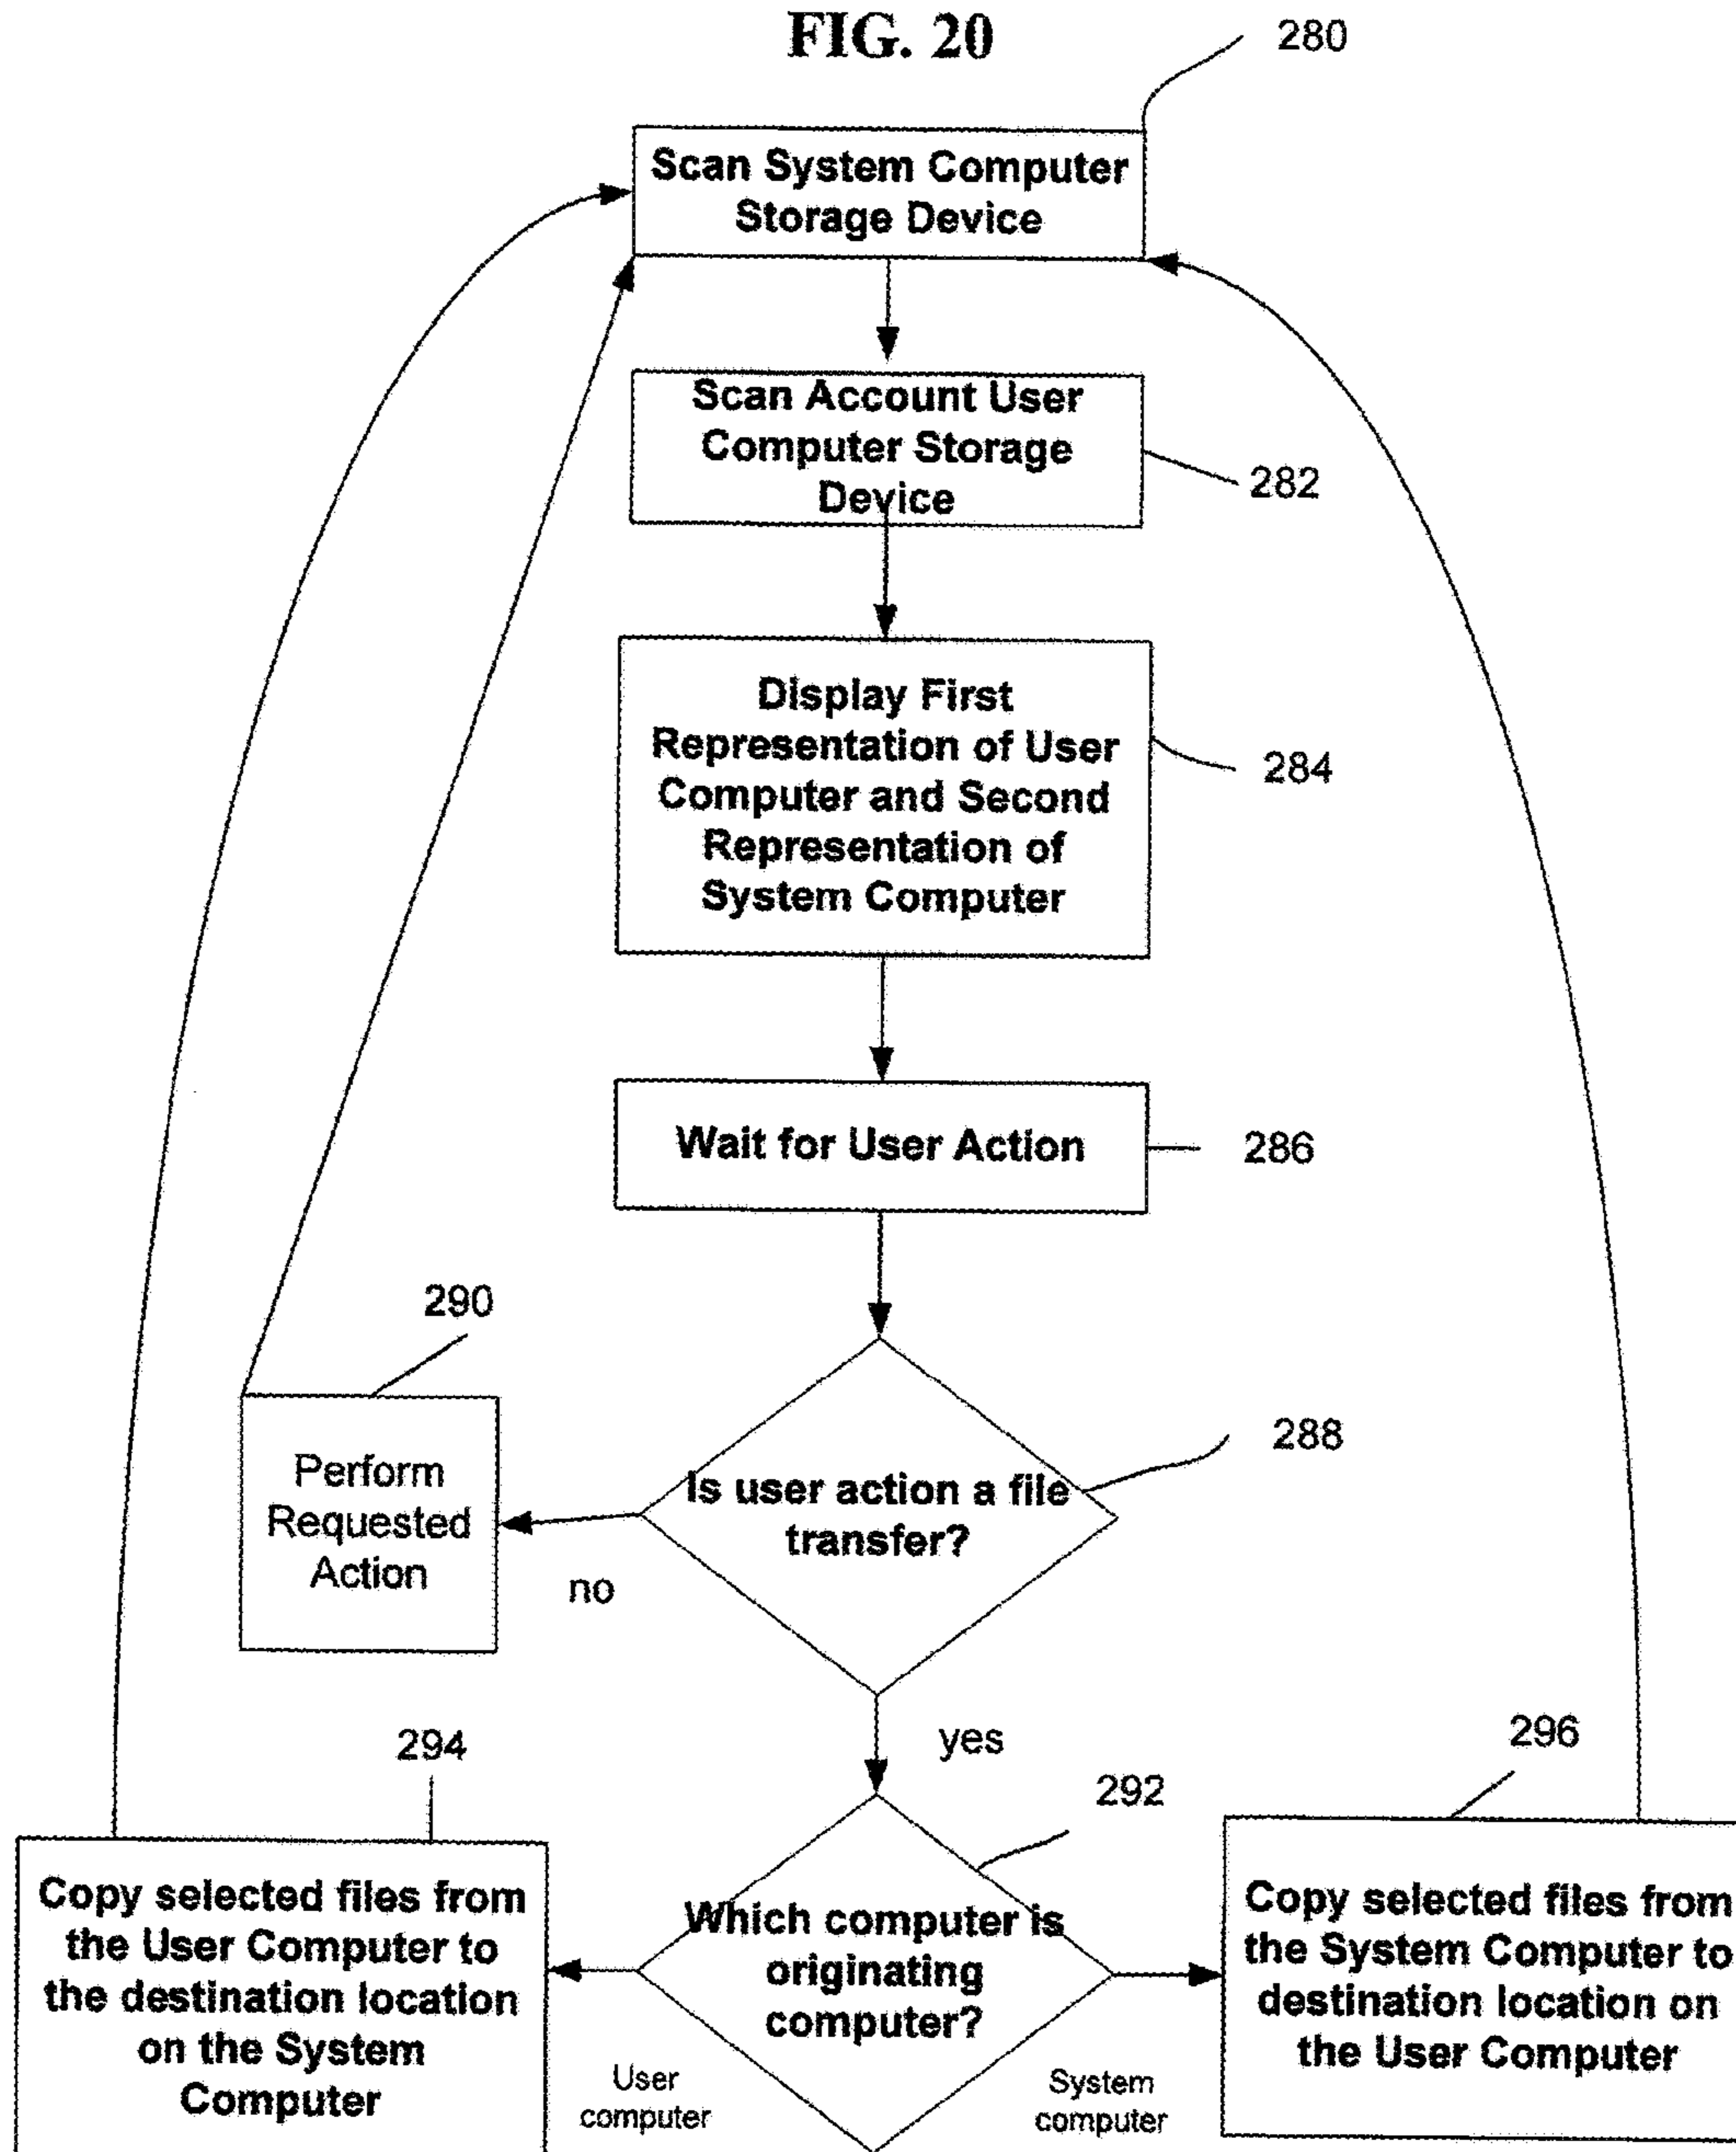 FIG. 20
280
Scan System Computer
Storage Device
Scan Account User
Computer Storage
Device
282
Display First
Representation of User
Computer and Second
Representation of
System Computer
284
Wait for User Action
286
290
Perform
Requested
Action
288
Is user action a file
transfer?
no
yes
294
292
296
Copy selected files from
the User Computer to
the destination location
on the System
Computer
Which computer is
originating
computer?
User
computer
System
computer
Copy selected files from
the System Computer to
destination location on
the User Computer